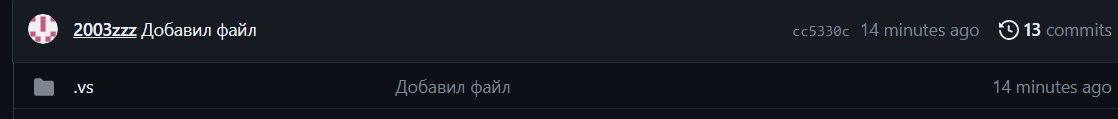 2003zzz Добавил файл cc5330c 14 minutes ago 13 commits
.vs Добавил файл 14 minutes ago